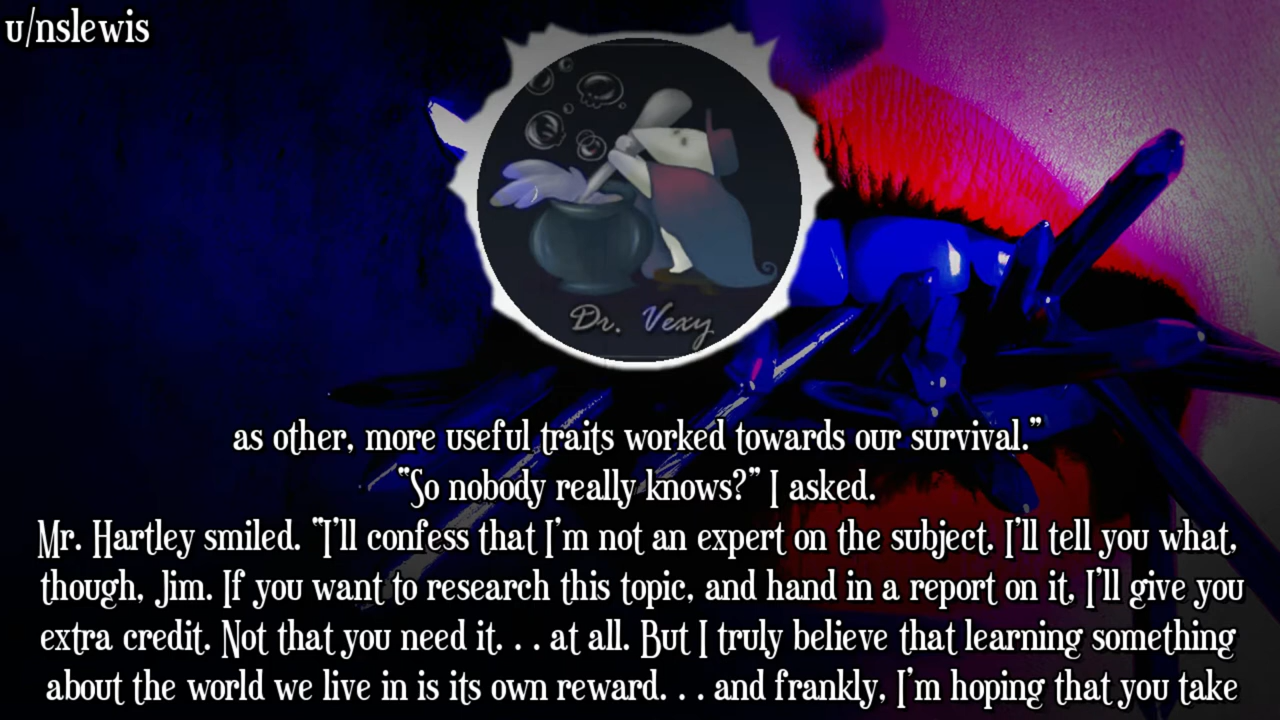 u/nslewis
Dr. Vexy
as other, more useful traits worked towards our survival.”
“So nobody really knows?” I asked.
Mr. Hartley smiled. “I’ll confess that I’m not an expert on the subject. I’ll tell you what,
though, Jim. If you want to research this topic, and hand in a report on it, I’ll give you
extra credit. Not that you need it. . . at all. But I truly believe that learning something
about the world we live in is its own reward. . . and frankly, I’m hoping that you take